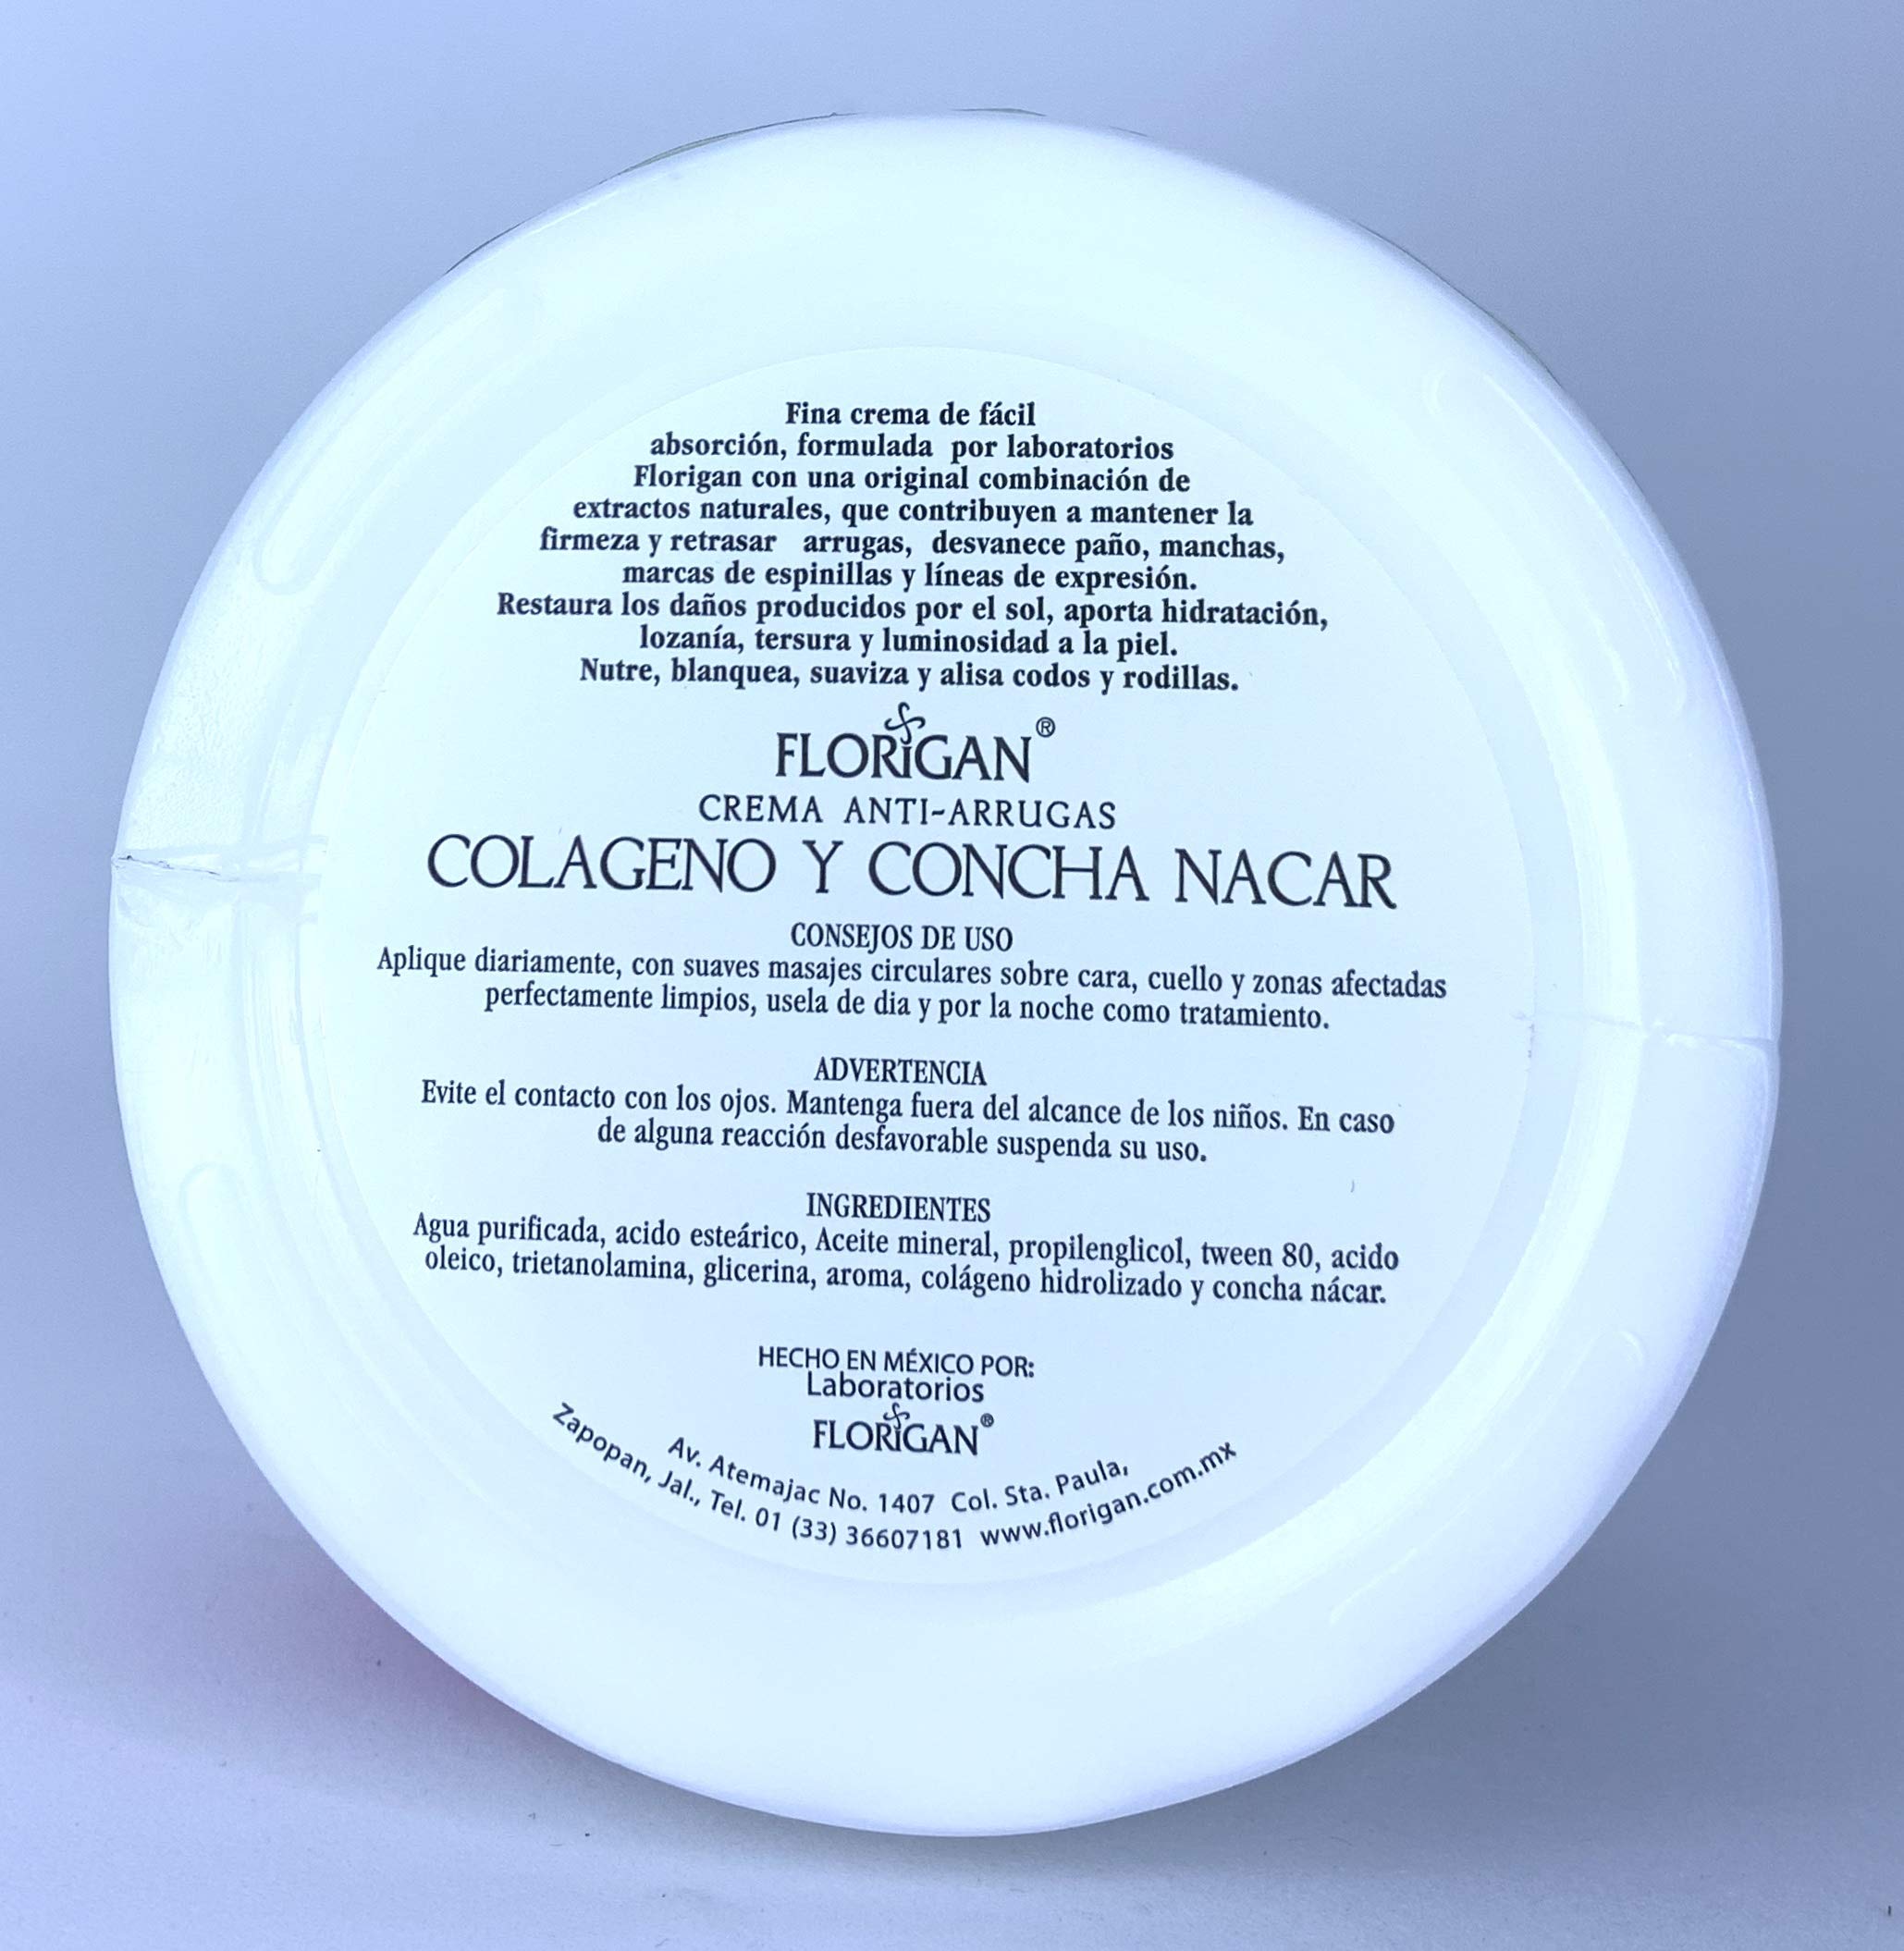 Fina crema de fácil
absorción, formulada por laboratorios
Florigan con una original combinación de
extractos naturales, que contribuyen a mantener la
firmeza y retrasar arrugas, desvanece paño, manchas,
marcas de espinillas y líneas de expresión.
Restaura los daños producidos por el sol, aporta hidratación,
lozanía, tersura y luminosidad a la piel.
Nutre, blanquea, suaviza y alisa codos y rodillas.
FLORIGAN®
CREMA ANTI-ARRUGAS
COLAGENO Y CONCHA NACAR
CONSEJOS DE USO
Aplique diariamente, con suaves masajes circulares sobre cara, cuello y zonas afectadas
perfectamente limpios, usela de dia y por la noche como tratamiento.
ADVERTENCIA
Evite el contacto con los ojos. Mantenga fuera del alcance de los niños. En caso
de alguna reacción desfavorable suspenda su uso.
INGREDIENTES
Agua purificada, acido esteárico, Aceite mineral, propilenglicol, tween 80, acido
oleico, trietanolamina, glicerina, aroma, colágeno hidrolizado y concha nácar.
HECHO EN MÉXICO POR:
Laboratorios
FLORIGAN®
Av. Atemajac No. 1407 Col. Sta. Paula,
Zapopan, Jal., Tel. 01 (33) 36607181 www.florigan.com.mx